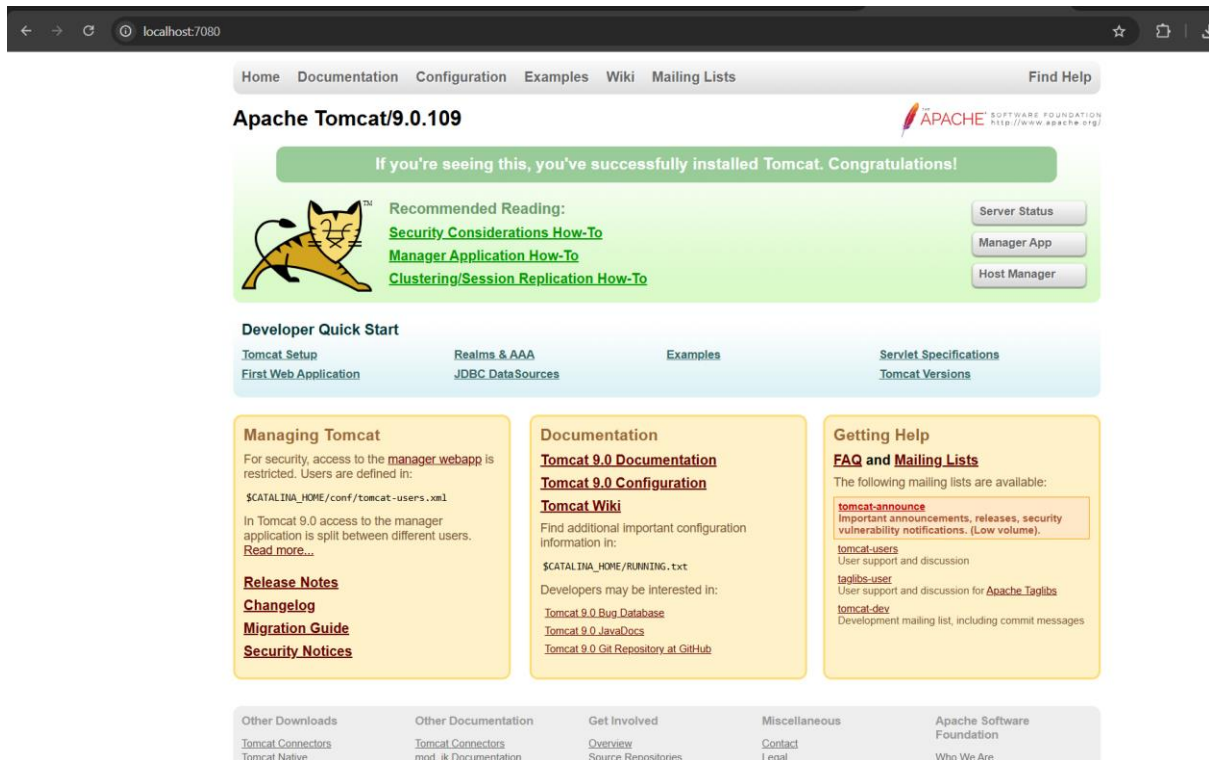 localhost:7080
Home Documentation Configuration Examples Wiki Mailing Lists Find Help
Apache Tomcat/9.0.109
THE
APACHE SOFTWARE FOUNDATION
http://www.apache.org/
If you're seeing this, you've successfully installed Tomcat. Congratulations!
TM
Recommended Reading:
Security Considerations How-To
Manager Application How-To
Clustering/Session Replication How-To
Server Status
Manager App
Host Manager
Developer Quick Start
Tomcat Setup
First Web Application
Realms & AAA
JDBC DataSources
Examples
Servlet Specifications
Tomcat Versions
Managing Tomcat
For security, access to the manager webapp is
restricted. Users are defined in:
$CATALINA_HOME/conf/tomcat-users.xml
In Tomcat 9.0 access to the manager
application is split between different users.
Read more...
Release Notes
Changelog
Migration Guide
Security Notices
Documentation
Tomcat 9.0 Documentation
Tomcat 9.0 Configuration
Tomcat Wiki
Find additional important configuration
information in:
$CATALINA_HOME/RUNNING.txt
Developers may be interested in:
Tomcat 9.0 Bug Database
Tomcat 9.0 JavaDocs
Tomcat 9.0 Git Repository at GitHub
Getting Help
FAQ and Mailing Lists
The following mailing lists are available:
tomcat-announce
Important announcements, releases, security
vulnerability notifications. (Low volume).
tomcat-users
User support and discussion
taglibs-user
User support and discussion for Apache Taglibs
tomcat-dev
Development mailing list, including commit messages
Other Downloads
Tomcat Connectors
Tomcat Native
Other Documentation
Tomcat Connectors
mod_jk Documentation
Get Involved
Overview
Source Repositories
Miscellaneous
Contact
Legal
Apache Software
Foundation
Who We Are